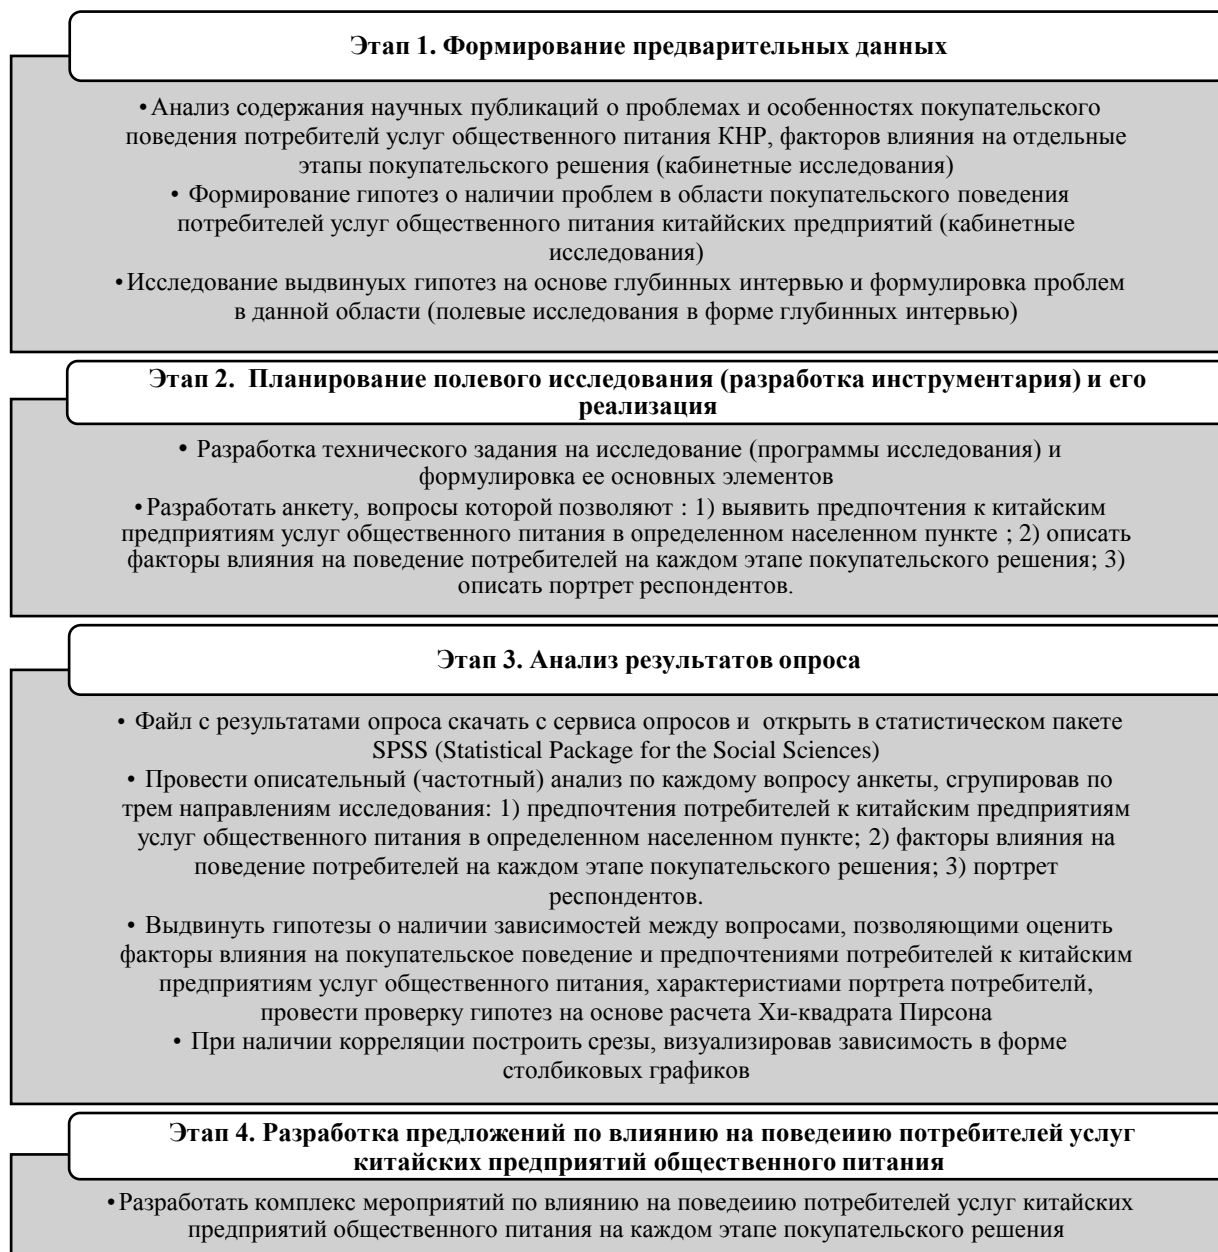 Этап 1. Формирование предварительных данных
•Анализ содержания научных публикаций о проблемах и особенностях покупательского
поведения потребителй услуг общественного питания КНР, факторов влияния на отдельные
этапы покупательского решения (кабинетные исследования)
• Формирование гипотез о наличии проблем в области покупательского поведения
потребителей услуг общественного питания китаййских предприятий (кабинетные
исследования)
•Исследование выдвинуых гипотез на основе глубинных интервью и формулировка проблем
в данной области (полевые исследования в форме глубинных интервью)
Этап 2.  Планирование полевого исследования (разработка инструментария) и его
реализация
• Разработка технического задания на исследование (программы исследования) и
формулировка ее основных элементов
•Разработать анкету, вопросы которой позволяют : 1) выявить предпочтения к китайским
предприятиям услуг общественного питания в определенном населенном пункте ; 2) описать
факторы влияния на поведение потребителей на каждом этапе покупательского решения; 3)
описать портрет респондентов.
Этап 3. Анализ результатов опроса
• Файл с результатами опроса скачать с сервиса опросов и  открыть в статистическом пакете
SPSS (Statistical Package for the Social Sciences)
• Провести описательный (частотный) анализ по каждому вопросу анкеты, сгрупировав по
трем направлениям исследования: 1) предпочтения потребителей к китайским предприятиям
услуг общественного питания в определенном населенном пункте; 2) факторы влияния на
поведение потребителей на каждом этапе покупательского решения; 3) портрет
респондентов.
• Выдвинуть гипотезы о наличии зависимостей между вопросами, позволяющими оценить
факторы влияния на покупательское поведение и предпочтениями потребителей к китайским
предприятиям услуг общественного питания, характеристиами портрета потребителй,
провести проверку гипотез на основе расчета Хи-квадрата Пирсона
• При наличии корреляции построить срезы, визуализировав зависимость в форме
столбиковых графиков
Этап 4. Разработка предложений по влиянию на поведеиию потребителей услуг
китайских предприятий общественного питания
•Разработать комплекс мероприятий по влиянию на поведеиию потребителей услуг китайских
предприятий общественного питания на каждом этапе покупательского решения